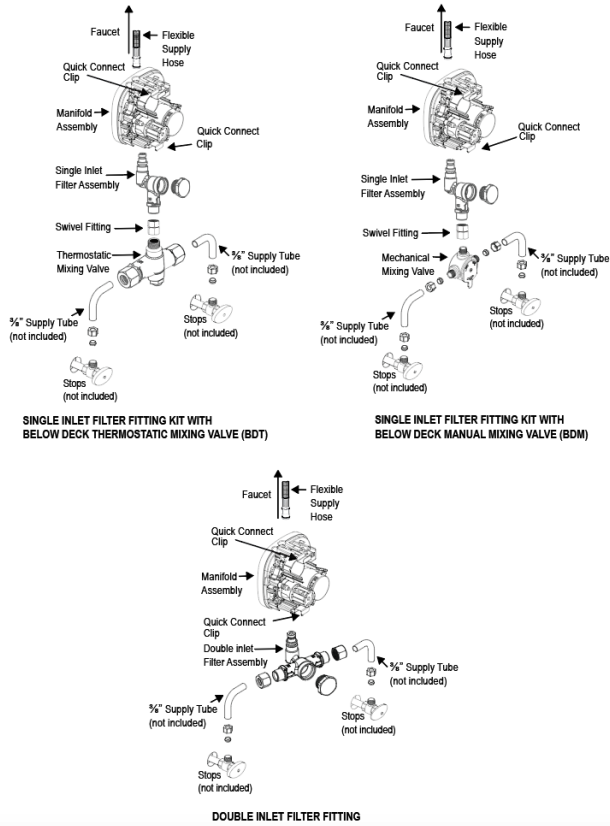 Faucet
Flexible
Supply
Hose
Quick Connect
Clip
Manifold
Assembly
Quick Connect
Clip
Single Inlet
Filter Assembly
Swivel Fitting
Thermostatic
Mixing Valve
⅜" Supply Tube
(not included)
⅜" Supply Tube
(not included)
Stops
(not included)
Stops
(not included)
SINGLE INLET FILTER FITTING KIT WITH
BELOW DECK THERMOSTATIC MIXING VALVE (BDT)
Faucet
Flexible
Supply
Hose
Quick Connect
Clip
Manifold
Assembly
Quick Connect
Clip
Single Inlet
Filter Assembly
Swivel Fitting
Mechanical
Mixing Valve
⅜" Supply Tube
(not included)
⅜" Supply Tube
(not included)
Stops
(not included)
Stops
(not included)
SINGLE INLET FILTER FITTING KIT WITH
BELOW DECK MANUAL MIXING VALVE (BDM)
Faucet
Flexible
Supply
Hose
Quick Connect
Clip
Manifold
Assembly
Quick Connect
Clip
Double inlet
Filter Assembly
⅜" Supply Tube
(not included)
⅜" Supply Tube
(not included)
Stops
(not included)
Stops
(not included)
DOUBLE INLET FILTER FITTING